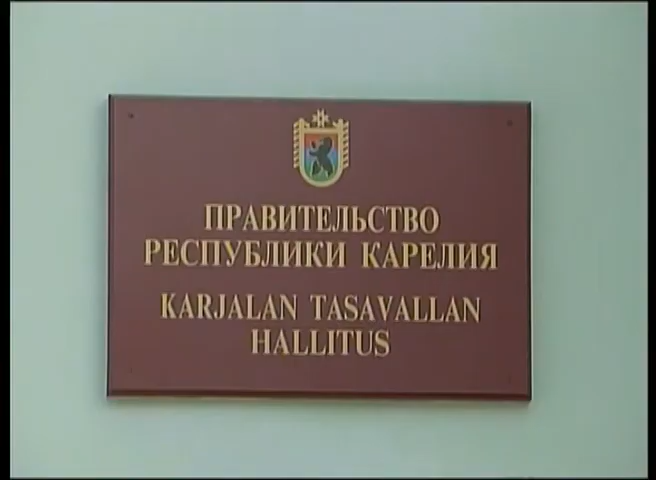 ПРАВИТЕЛЬСТВО
РЕСПУБЛИКИ КАРЕЛИЯ
KARJALAN TASAVALLAN
HALLITUS